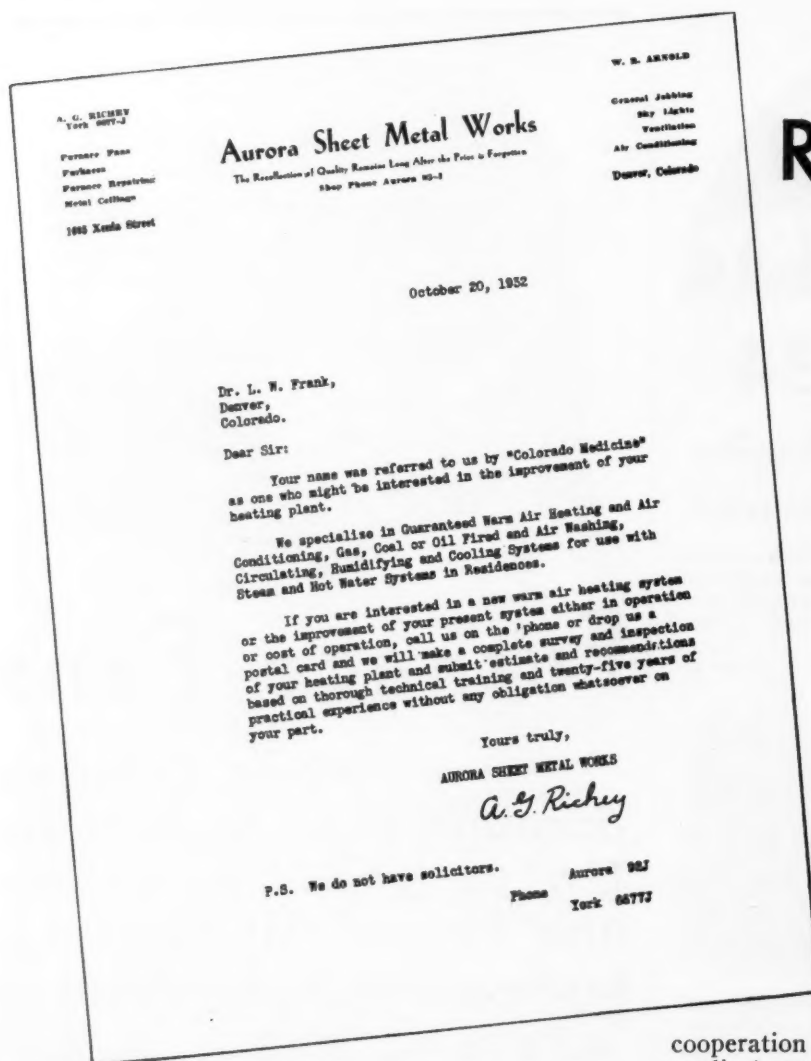 W. R. ARNOLD
A. G. RICHEY
York 6677-J
Aurora Sheet Metal Works
The Recollection of Quality Remains Long After the Price is Forgotten
Shop Phone Aurora
Furnace Fans
Furnaces
Furnace Repairing
Metal Ceilings
1685 Xenia Street
General Jobbing
Sky Lights
Ventilation
Air Conditioning
Denver, Colorado
R
October 20, 1932
Dr. L. W. Frank,
Denver,
Colorado.
Dear Sir:
Your name was referred to us by "Colorado Medicine"
as one who might be interested in the improvement of your
heating plant.
We specialize in Guaranteed Warm Air Heating and Air
Conditioning, Gas, Coal or Oil Fired and Air Washing,
Circulating, Humidifying and Cooling Systems for use with
Steam and Hot Water Systems in Residences.
If you are interested in a new warm air heating system
or the improvement of your present system either in operation
or cost of operation, call us on the 'phone or drop us a
postal card and we will make a complete survey and inspection
of your heating plant and submit estimate and recommendations
based on thorough technical training and twenty-five years of
practical experience without any obligation whatsoever on
your part.
Yours truly,
AURORA SHEET METAL WORKS
A. G. Richey
P.S. We do not have solicitors.
Phone Aurora 92J
York 6677J
cooperation